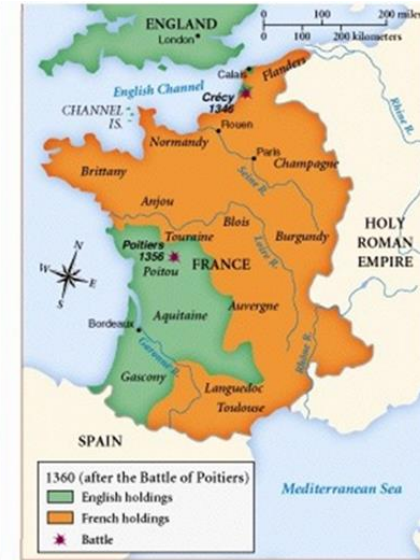 ENGLAND
London
0 100 200 miles
0 100 200 kilometers
English Channel
Calais
Flanders
Crécy
1346
CHANNEL
IS.
Rouen
Rhine R.
Normandy
Paris
Champagne
Seine R.
Brittany
Anjou
Blois
HOLY
ROMAN
EMPIRE
Touraine
Burgundy
Poitiers
1356
Loire R.
N
W
E
S
Poitou
FRANCE
Auvergne
Aquitaine
Bordeaux
Garonne R.
Rhône R.
Gascony
Languedoc
Toulouse
SPAIN
Mediterranean Sea
1360 (after the Battle of Poitiers)
English holdings
French holdings
Battle